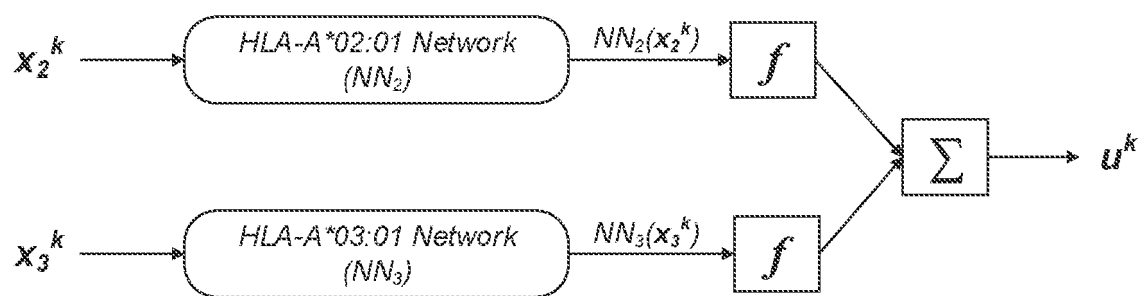 x₂ᵏ
HLA-A*02:01 Network
(NN₂)
NN₂(x₂ᵏ)
f
Σ
uᵏ
x₃ᵏ
HLA-A*03:01 Network
(NN₃)
NN₃(x₃ᵏ)
f